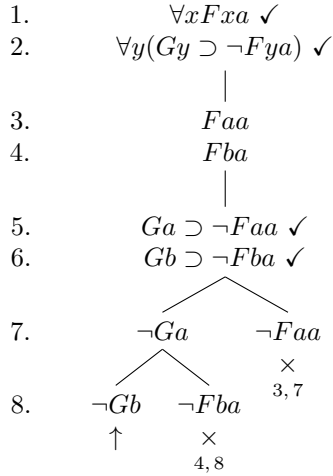 1. ∀xFxa ✓
2. ∀y(Gy ⊃ ¬Fya) ✓
3. Faa
4. Fba
5. Ga ⊃ ¬Faa ✓
6. Gb ⊃ ¬Fba ✓
7. ¬Ga ¬Faa
×
3, 7
8. ¬Gb ¬Fba
↑ ×
4, 8